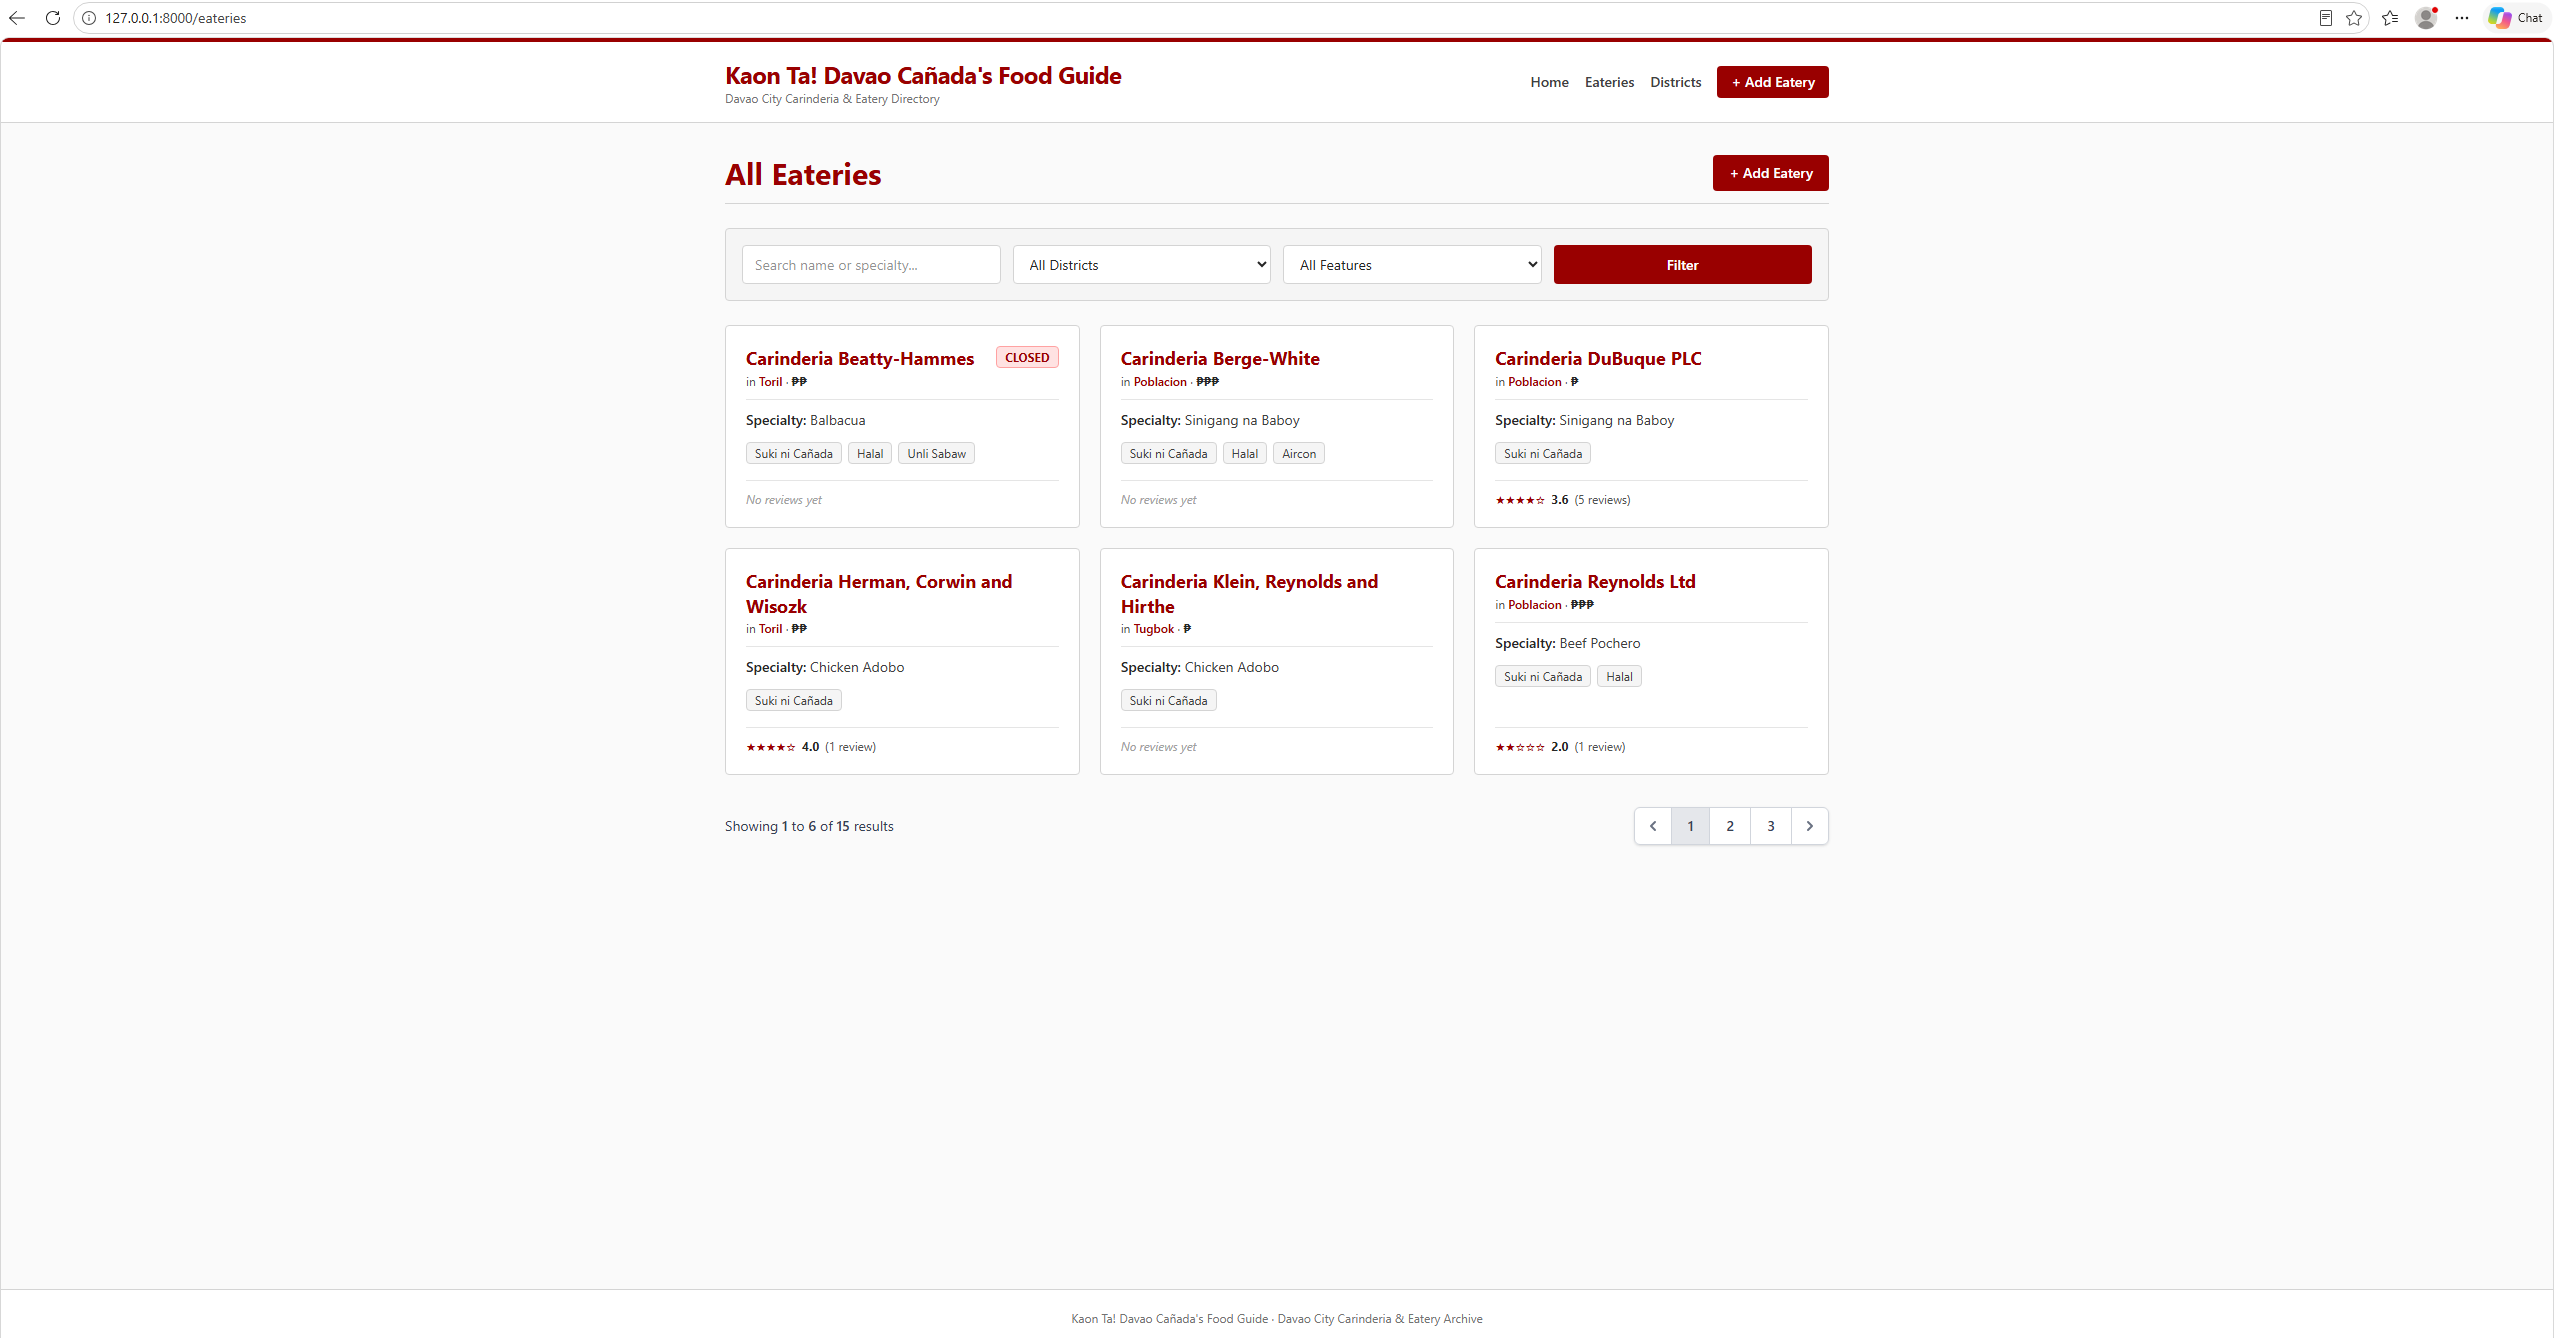 127.0.0.1:8000/eateries
Chat
Kaon Ta! Davao Cañada's Food Guide
Davao City Carinderia & Eatery Directory
Home
Eateries
Districts
+ Add Eatery
All Eateries
+ Add Eatery
Search name or specialty...
All Districts
All Features
Filter
Carinderia Beatty-Hammes
CLOSED
in Toril · ₱₱
Specialty: Balbacua
Suki ni Cañada
Halal
Unli Sabaw
No reviews yet
Carinderia Berge-White
in Poblacion · ₱₱₱
Specialty: Sinigang na Baboy
Suki ni Cañada
Halal
Aircon
No reviews yet
Carinderia DuBuque PLC
in Poblacion · ₱
Specialty: Sinigang na Baboy
Suki ni Cañada
★★★★☆ 3.6 (5 reviews)
Carinderia Herman, Corwin and
Wisozk
in Toril · ₱₱
Specialty: Chicken Adobo
Suki ni Cañada
★★★★☆ 4.0 (1 review)
Carinderia Klein, Reynolds and
Hirthe
in Tugbok · ₱
Specialty: Chicken Adobo
Suki ni Cañada
No reviews yet
Carinderia Reynolds Ltd
in Poblacion · ₱₱₱
Specialty: Beef Pochero
Suki ni Cañada
Halal
★★☆☆☆ 2.0 (1 review)
Showing 1 to 6 of 15 results
1
2
3
Kaon Ta! Davao Cañada's Food Guide · Davao City Carinderia & Eatery Archive